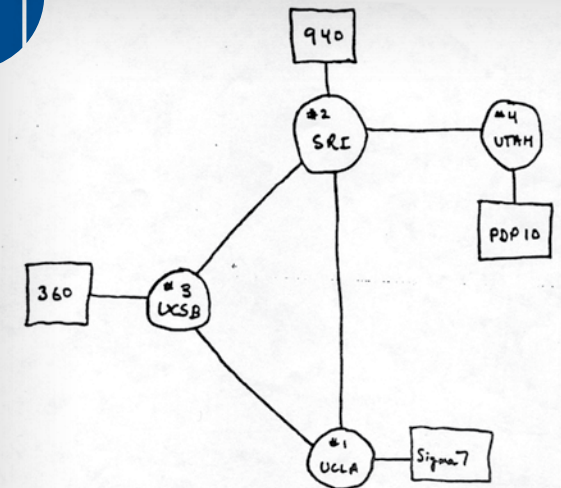 940
#2
SRI
#4
UTAH
PDP 10
360
#3
UCSB
#1
UCLA
Sigma 7